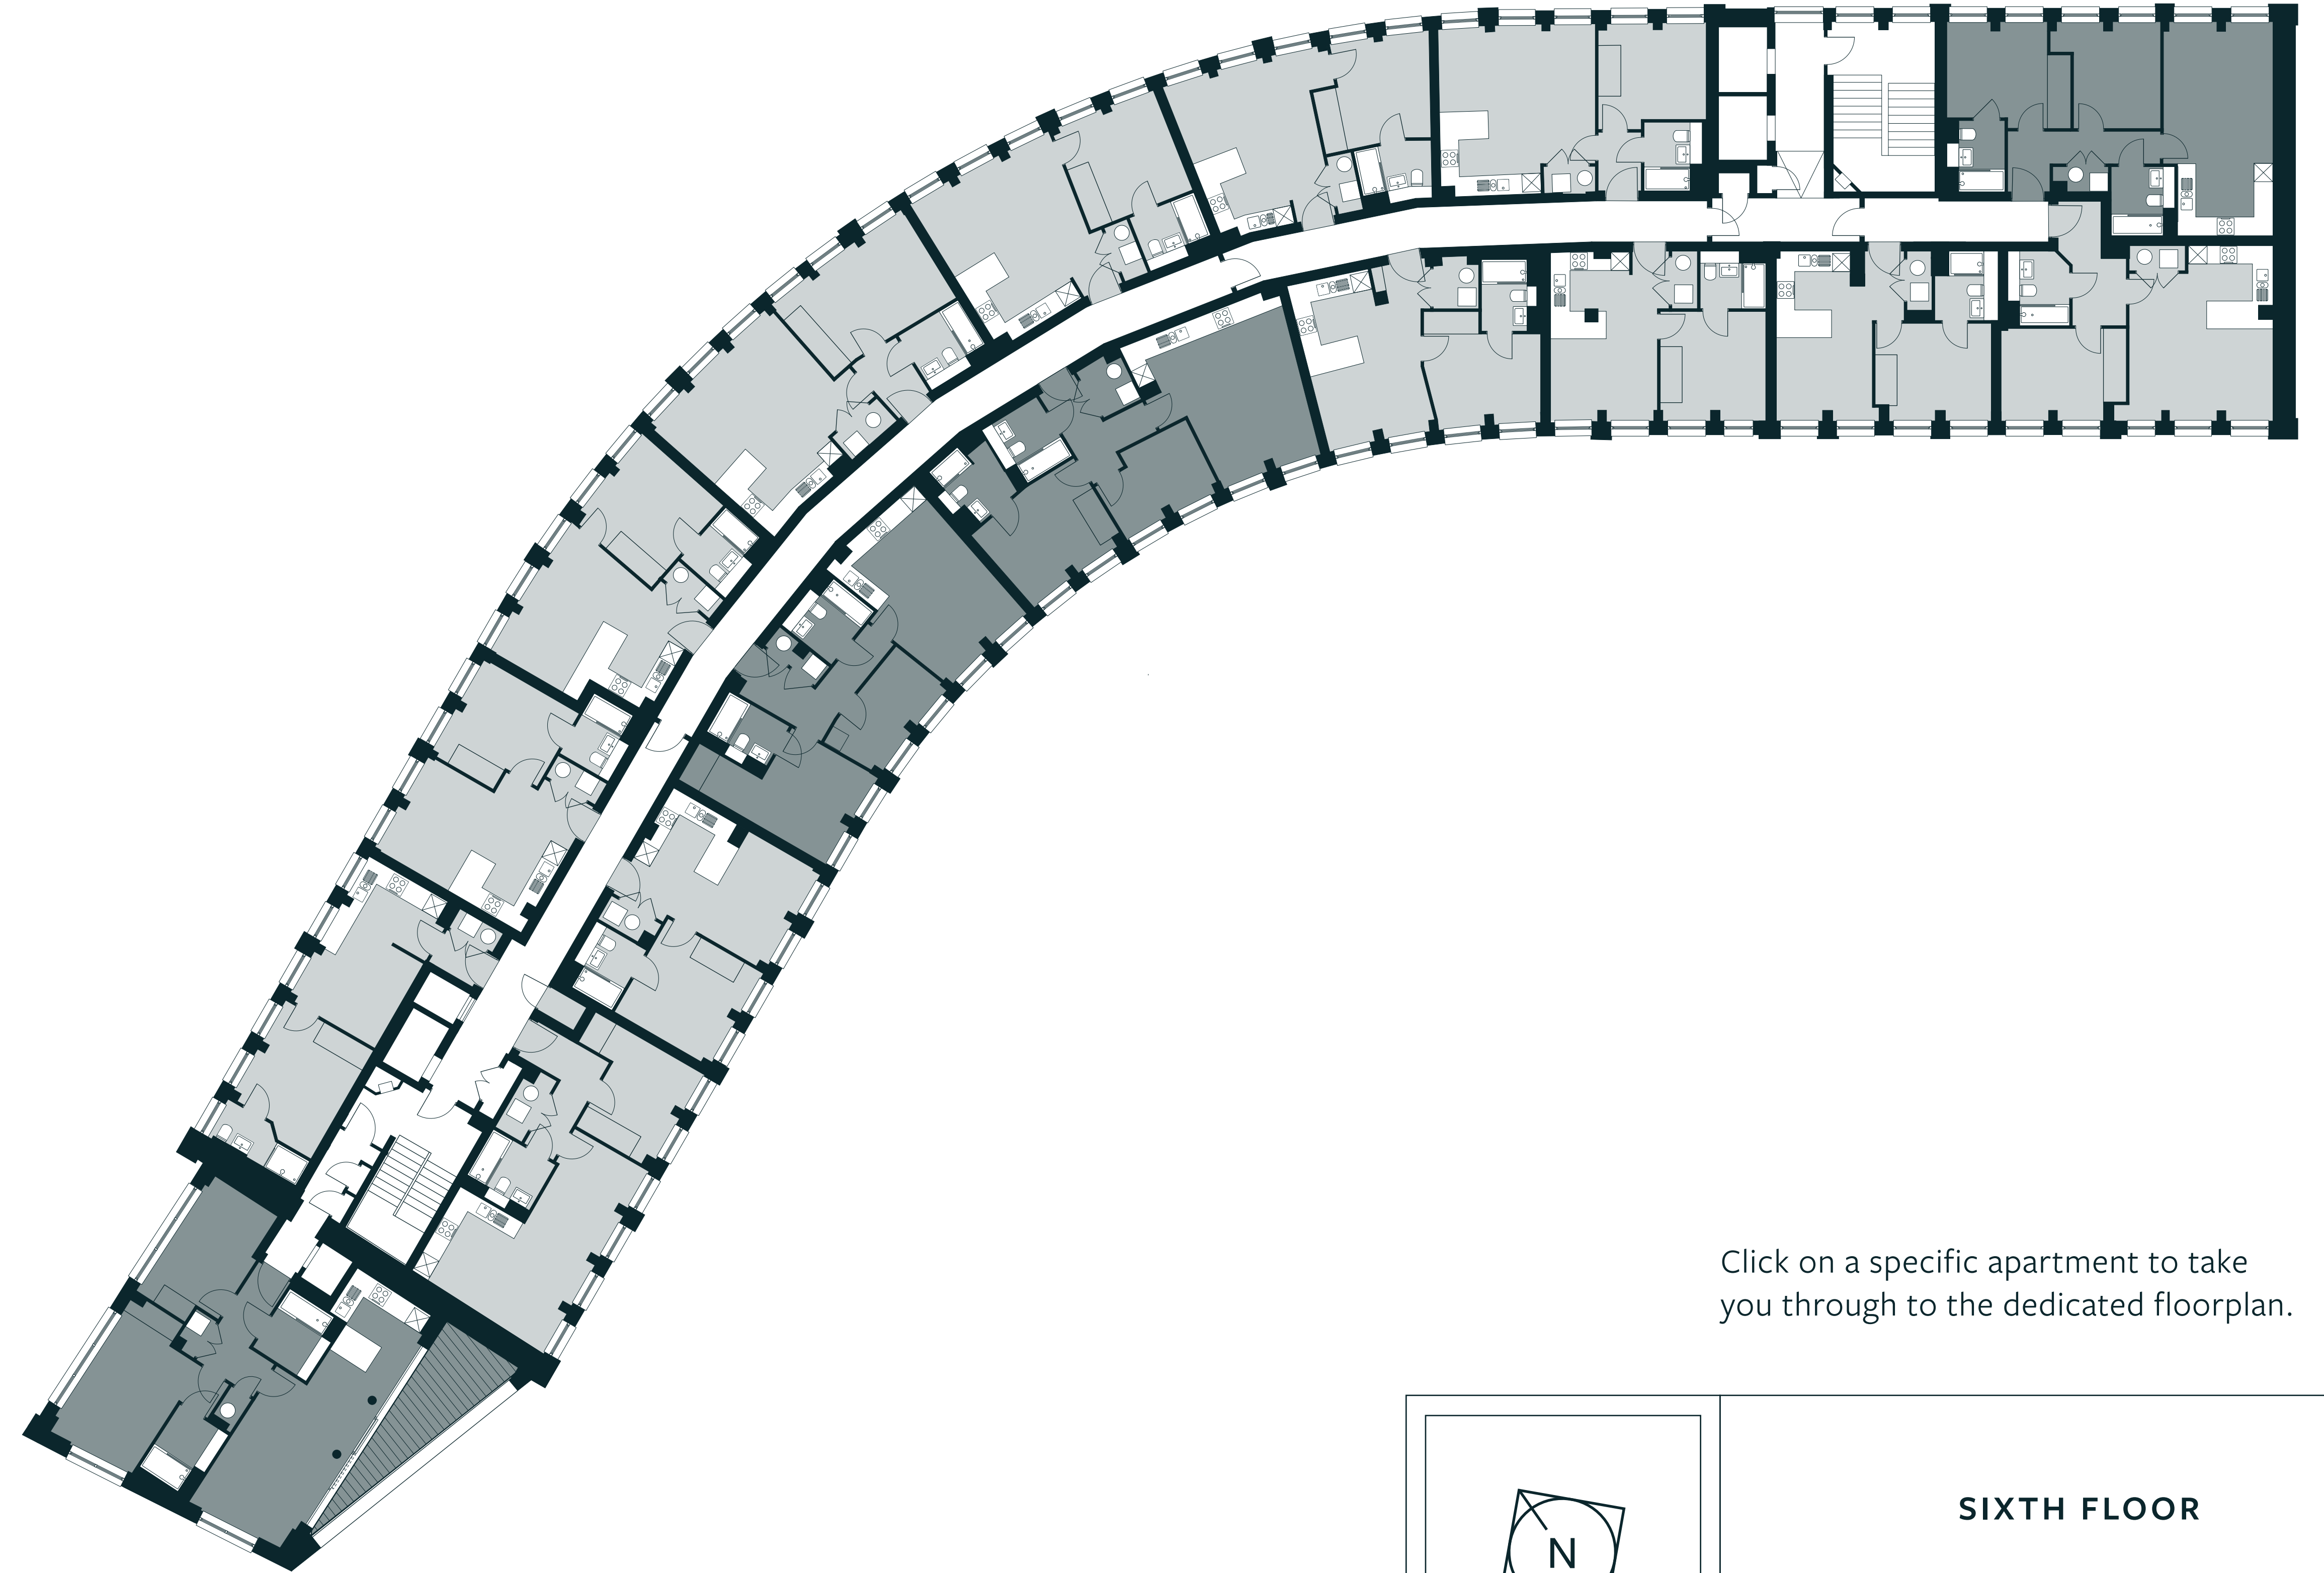 Click on a specific apartment to take
you through to the dedicated floorplan.
N
SIXTH FLOOR